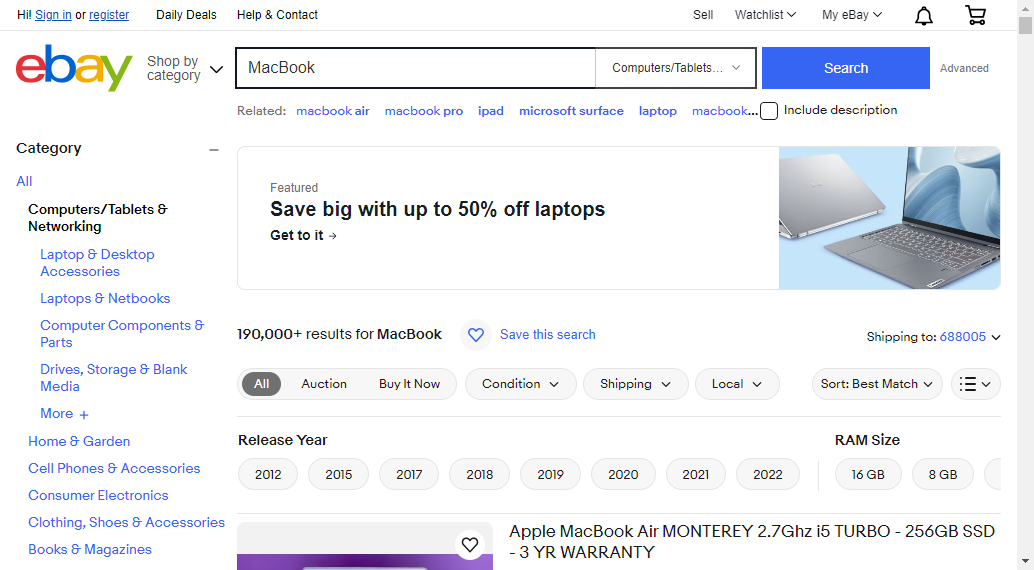 Hi! Sign in or register
Daily Deals
Help & Contact
Sell
Watchlist
My eBay
ebay
Shop by
category
MacBook
Computers/Tablets...
Search
Advanced
Related: macbook air macbook pro ipad microsoft surface laptop macbook...
Include description
Category
All
Computers/Tablets &
Networking
Laptop & Desktop
Accessories
Laptops & Netbooks
Computer Components &
Parts
Drives, Storage & Blank
Media
More +
Home & Garden
Cell Phones & Accessories
Consumer Electronics
Clothing, Shoes & Accessories
Books & Magazines
Featured
Save big with up to 50% off laptops
Get to it →
190,000+ results for MacBook
Save this search
Shipping to: 688005
All
Auction
Buy It Now
Condition
Shipping
Local
Sort: Best Match
Release Year
2012
2015
2017
2018
2019
2020
2021
2022
RAM Size
16 GB
8 GB
Apple MacBook Air MONTEREY 2.7Ghz i5 TURBO - 256GB SSD
- 3 YR WARRANTY